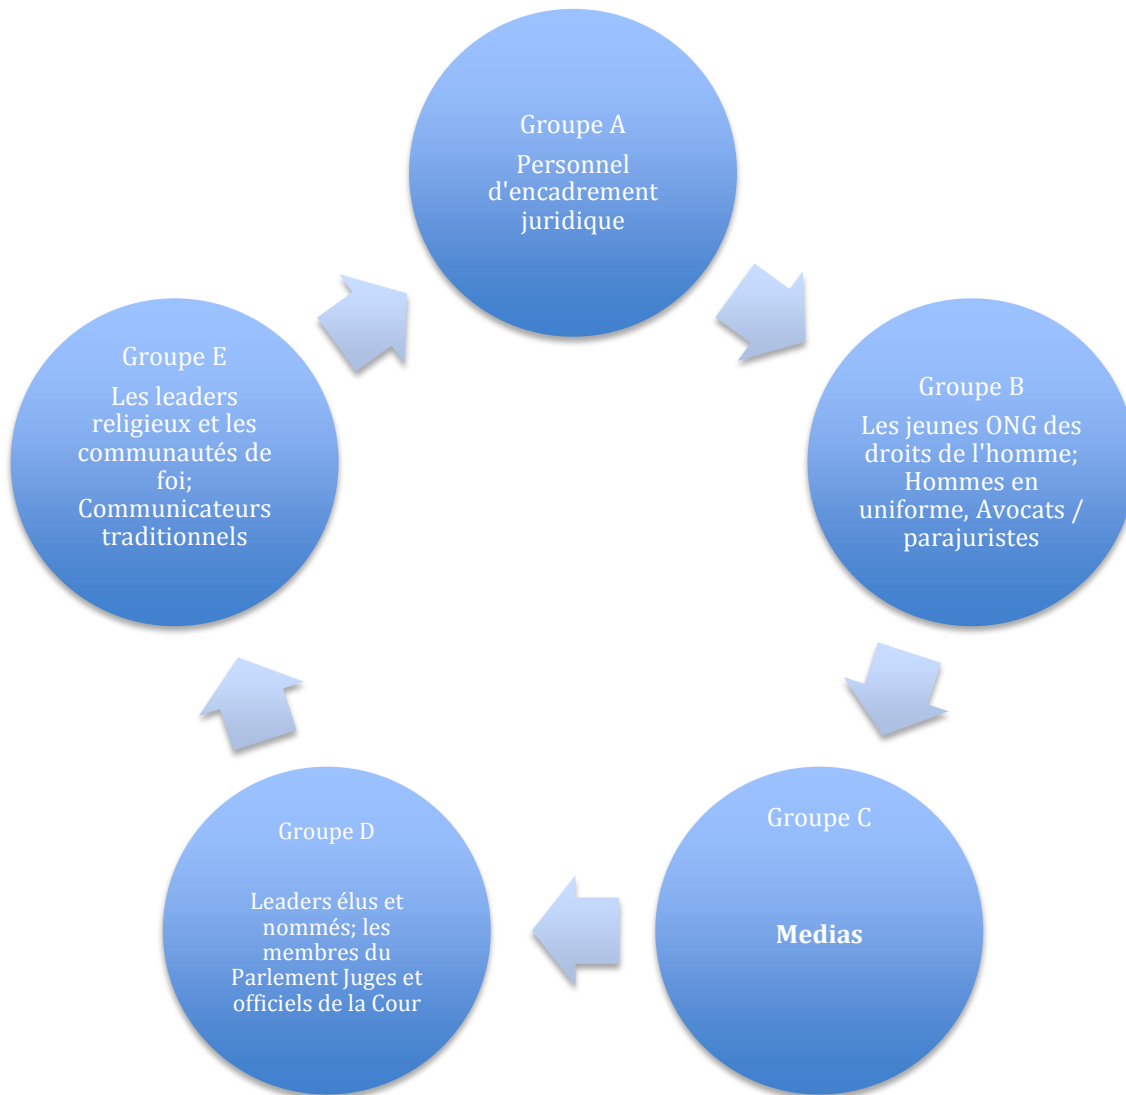 Groupe A
Personnel
d'encadrement
juridique
Groupe B
Les jeunes ONG des
droits de l'homme;
Hommes en
uniforme, Avocats /
parajuristes
Groupe C
Medias
Groupe D
Leaders élus et
nommés; les
membres du
Parlement Juges et
officiels de la Cour
Groupe E
Les leaders
religieux et les
communautés de
foi;
Communicateurs
traditionnels